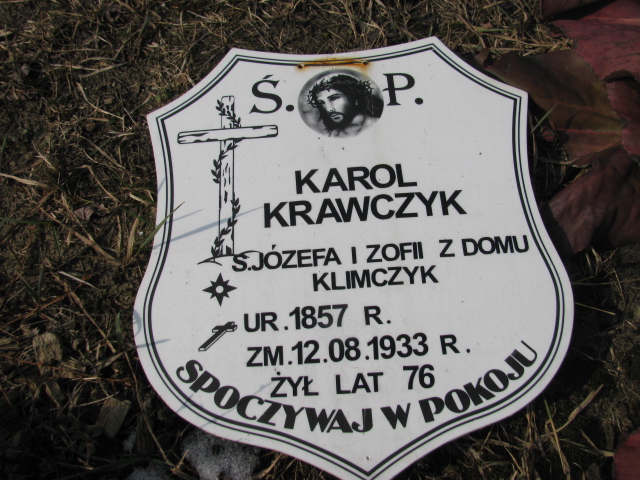 Ś. P.
KAROL
KRAWCZYK
S.JÓZEFA I ZOFII Z DOMU
KLIMCZYK
UR.1857 R.
ZM.12.08.1933 R.
ŻYŁ LAT 76
SPOCZYWAJ W POKOJU